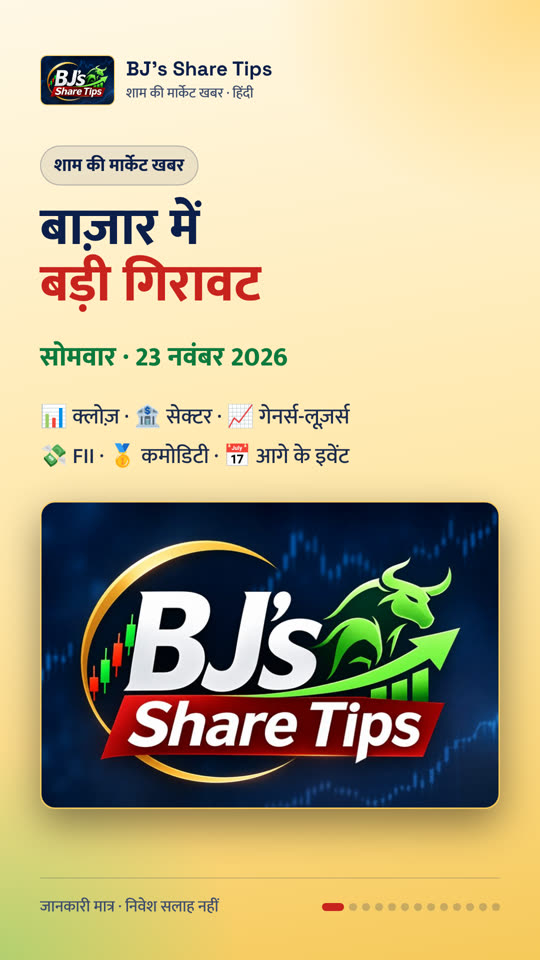 BJ's Share Tips
BJ's Share Tips
शाम की मार्केट खबर · हिंदी
शाम की मार्केट खबर
बाज़ार में
बड़ी गिरावट
सोमवार · 23 नवंबर 2026
📊 क्लोज़ · 🏦 सेक्टर · 📈 गेनर्स-लूज़र्स
💸 FII · 🥇 कमोडिटी · 📅 आगे के इवेंट
BJ's
Share Tips
जानकारी मात्र · निवेश सलाह नहीं